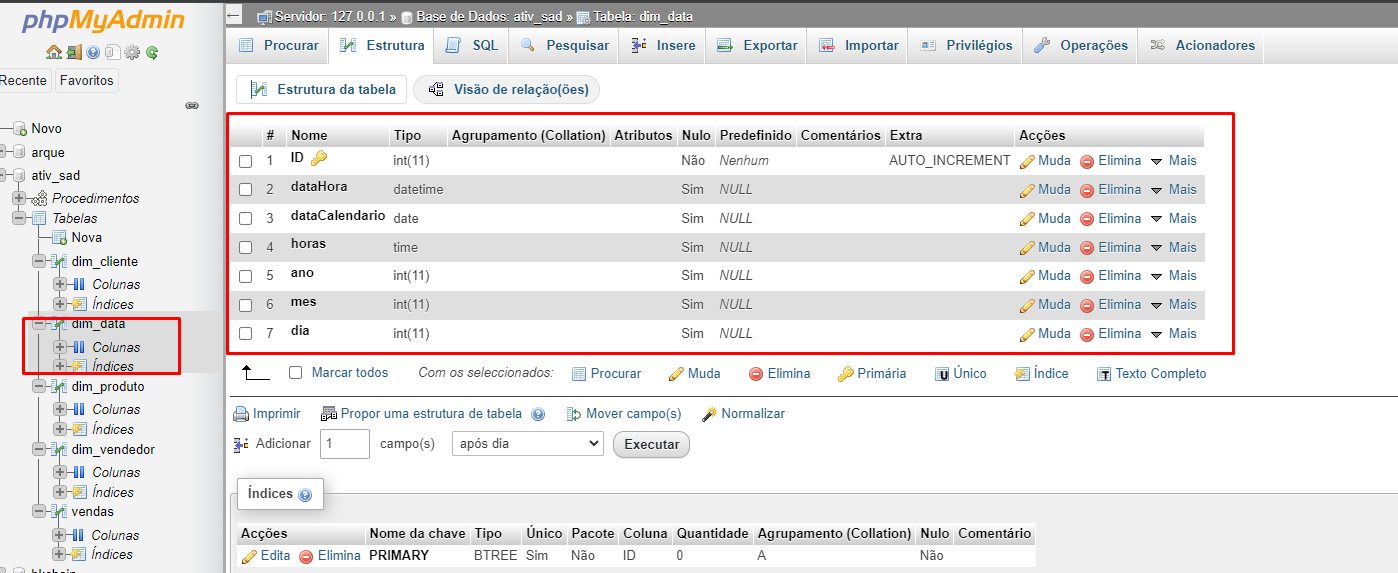 phpMyAdmin
Recente Favoritos
Novo
arque
ativ_sad
Procedimentos
Tabelas
Nova
dim_cliente
Colunas
Índices
dim_data
Colunas
Índices
dim_produto
Colunas
Índices
dim_vendedor
Colunas
Índices
vendas
Colunas
Índices
Servidor: 127.0.0.1 » Base de Dados: ativ_sad » Tabela: dim_data
Procurar Estrutura SQL Pesquisar Insere Exportar Importar Privilégios Operações Acionadores
Estrutura da tabela Visão de relação(ões)
# Nome Tipo Agrupamento (Collation) Atributos Nulo Predefinido Comentários Extra Acções
1 ID int(11) Não Nenhum AUTO_INCREMENT Muda Elimina Mais
2 dataHora datetime Sim NULL Muda Elimina Mais
3 dataCalendario date Sim NULL Muda Elimina Mais
4 horas time Sim NULL Muda Elimina Mais
5 ano int(11) Sim NULL Muda Elimina Mais
6 mes int(11) Sim NULL Muda Elimina Mais
7 dia int(11) Sim NULL Muda Elimina Mais
Marcar todos Com os seleccionados: Procurar Muda Elimina Primária Único Índice Texto Completo
Imprimir Propor uma estrutura de tabela Mover campo(s) Normalizar
Adicionar 1 campo(s) após dia Executar
Índices
Acções Nome da chave Tipo Único Pacote Coluna Quantidade Agrupamento (Collation) Nulo Comentário
Edita Elimina PRIMARY BTREE Sim Não ID 0 A Não